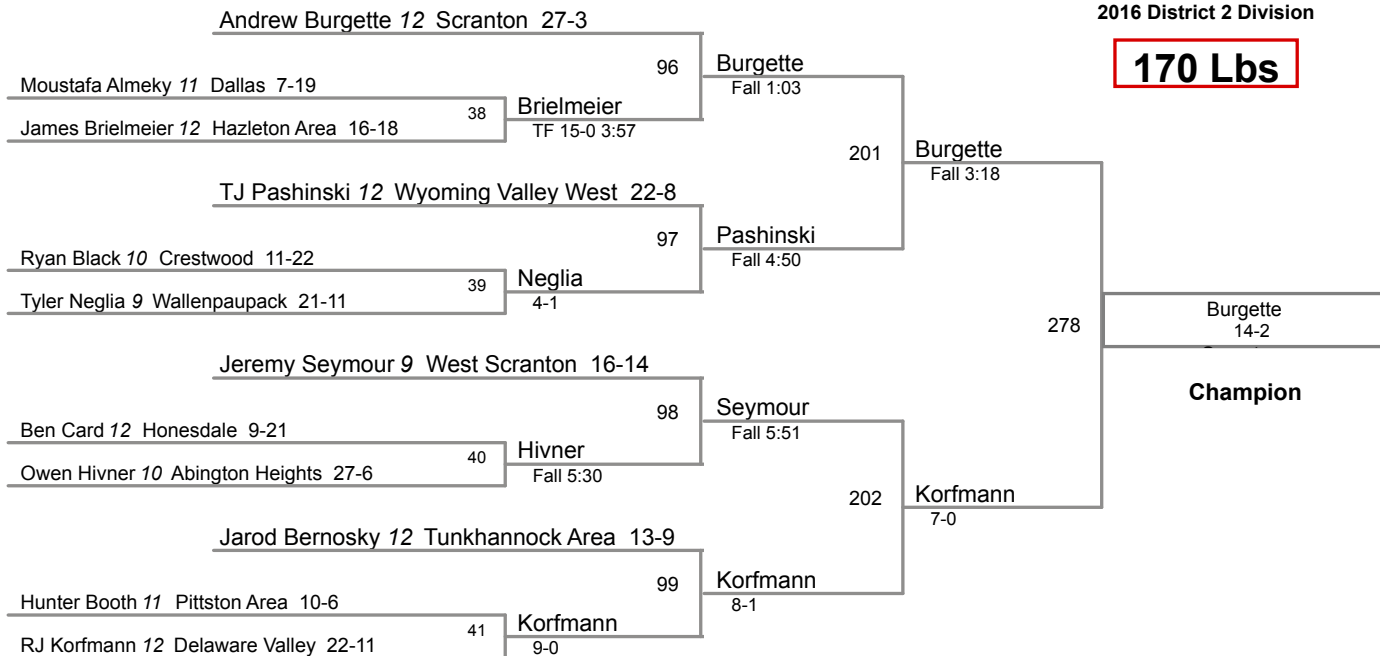 2016 District 2 Division
170 Lbs
Andrew Burgette 12 Scranton 27-3
96
Burgette
Fall 1:03
Moustafa Almeky 11 Dallas 7-19
38
Brielmeier
TF 15-0 3:57
James Brielmeier 12 Hazleton Area 16-18
201
Burgette
Fall 3:18
TJ Pashinski 12 Wyoming Valley West 22-8
97
Pashinski
Fall 4:50
Ryan Black 10 Crestwood 11-22
39
Neglia
4-1
Tyler Neglia 9 Wallenpaupack 21-11
278
Burgette
14-2
Champion
Jeremy Seymour 9 West Scranton 16-14
98
Seymour
Fall 5:51
Ben Card 12 Honesdale 9-21
40
Hivner
Fall 5:30
Owen Hivner 10 Abington Heights 27-6
202
Korfmann
7-0
Jarod Bernosky 12 Tunkhannock Area 13-9
99
Korfmann
8-1
Hunter Booth 11 Pittston Area 10-6
41
Korfmann
9-0
RJ Korfmann 12 Delaware Valley 22-11